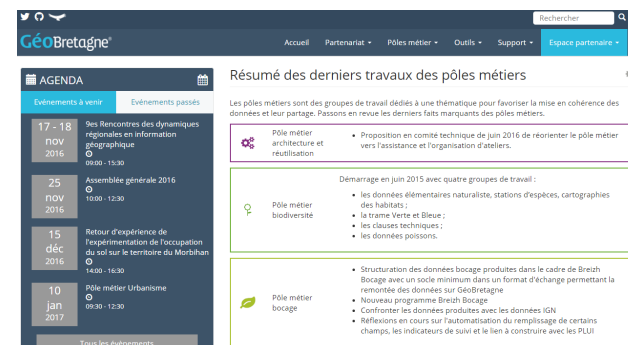 Rechercher
GéoBretagne®
Accueil Partenariat Pôles métier Outils Support Espace partenaire
AGENDA
Evénements à venir Evénements passés
17 - 18
nov
2016
9es Rencontres des dynamiques
régionales en information
géographique
09:00 - 15:30
25
nov
2016
Assemblée générale 2016
10:00 - 12:30
15
déc
2016
Retour d'expérience de
l'expérimentation de l'occupation
du sol sur le territoire du Morbihan
14:00 - 16:30
10
jan
2017
Pôle métier Urbanisme
09:30 - 12:30
Tous les évènements
Résumé des derniers travaux des pôles métiers
Les pôles métiers sont des groupes de travail dédiés à une thématique pour favoriser la mise en cohérence des
données et leur partage. Passons en revue les derniers faits marquants des pôles métiers.
Pôle métier
architecture et
réutilisation
• Proposition en comité technique de juin 2016 de réorienter le pôle métier
vers l'assistance et l'organisation d'ateliers.
Pôle métier
biodiversité
Démarrage en juin 2015 avec quatre groupes de travail :
• les données élémentaires naturaliste, stations d'espèces, cartographies
des habitats ;
• la trame Verte et Bleue ;
• les clauses techniques ;
• les données poissons.
Pôle métier
bocage
• Structuration des données bocage produites dans le cadre de Breizh
Bocage avec un socle minimum dans un format d'échange permettant la
remontée des données sur GéoBretagne
• Nouveau programme Breizh Bocage
• Confronter les données produites avec les données IGN
• Réflexions en cours sur l'automatisation du remplissage de certains
champs, les indicateurs de suivi et le lien à construire avec les PLUI